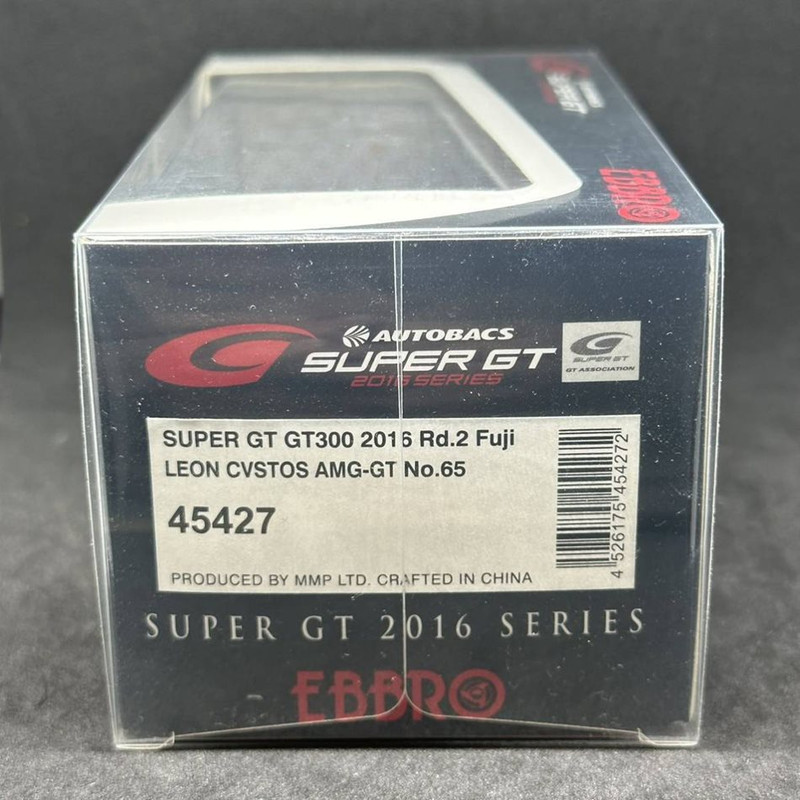 SUPER GT
EBBRO
AUTOBACS
SUPER GT
2016 SERIES
SUPER GT
GT ASSOCIATION
SUPER GT GT300 2016 Rd.2 Fuji
LEON CVSTOS AMG-GT No.65
45427
PRODUCED BY MMP LTD. CRAFTED IN CHINA
4 526175 454272
SUPER GT 2016 SERIES
EBBRO